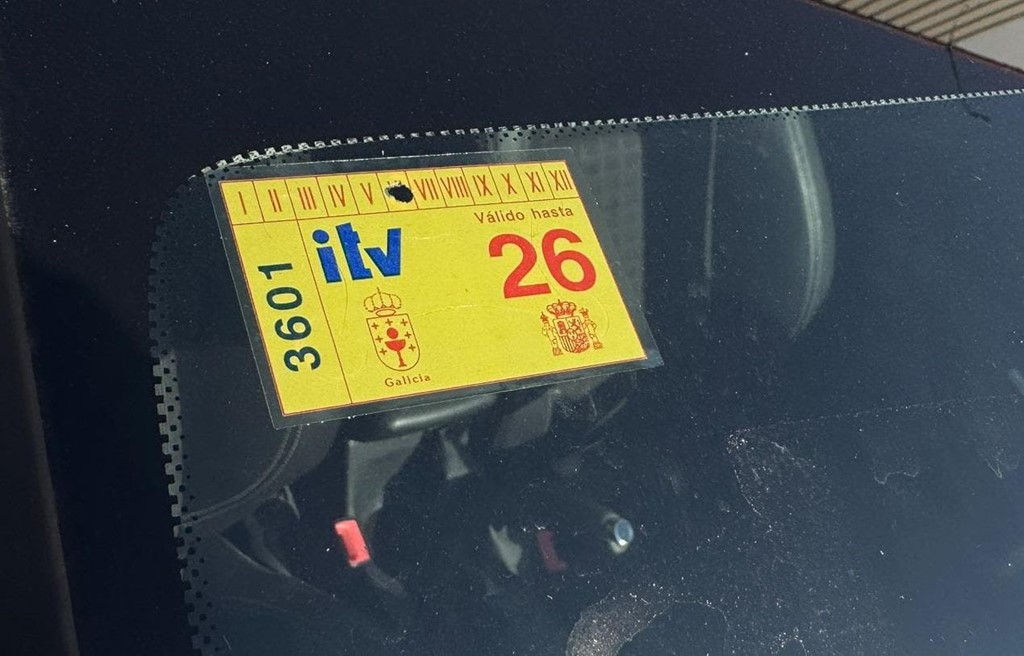 I II III IV V VII VIII IX X XI XII
Válido hasta
itv 26
3601
Galicia